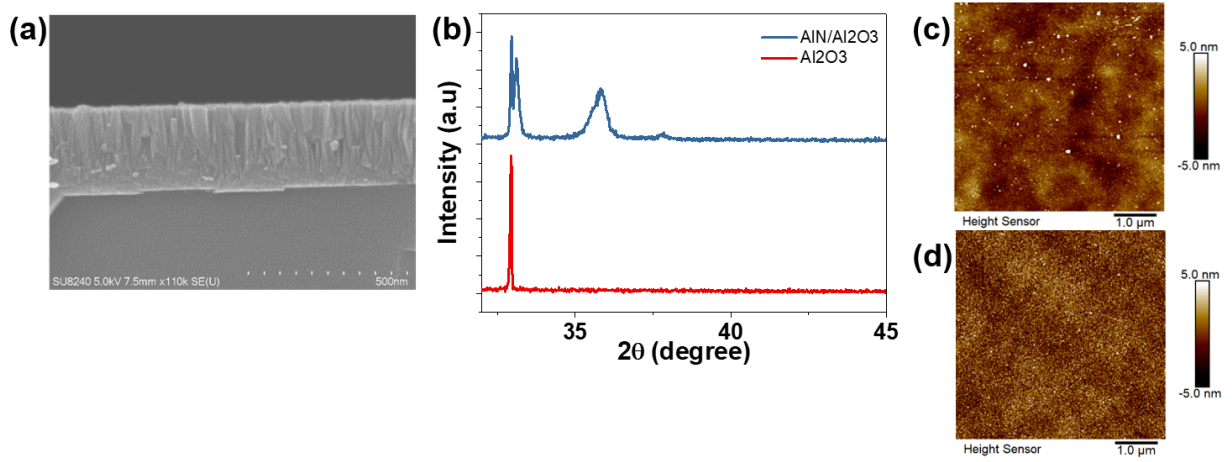 (a)
SU8240 5.0kV 7.5mm x110k SE(U)
500nm
(b)
Intensity (a.u)
AlN/Al2O3
Al2O3
35
40
45
2θ (degree)
(c)
5.0 nm
-5.0 nm
Height Sensor
1.0 µm
(d)
5.0 nm
-5.0 nm
Height Sensor
1.0 µm